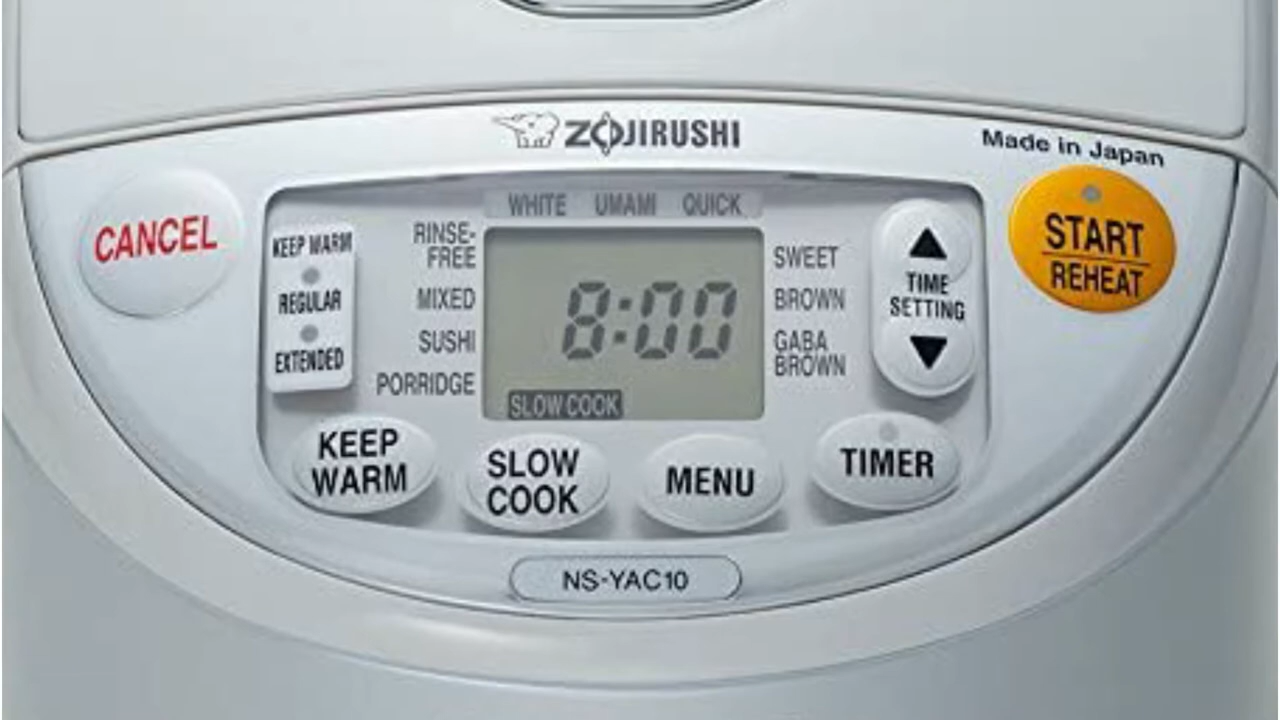 ZOJIRUSHI
Made in Japan
CANCEL
KEEP WARM
REGULAR
EXTENDED
RINSE-
FREE
MIXED
SUSHI
PORRIDGE
WHITE UMAMI QUICK
8:00
SLOW COOK
SWEET
BROWN
GABA
BROWN
TIME
SETTING
START
REHEAT
KEEP
WARM
SLOW
COOK
MENU
TIMER
NS-YAC10